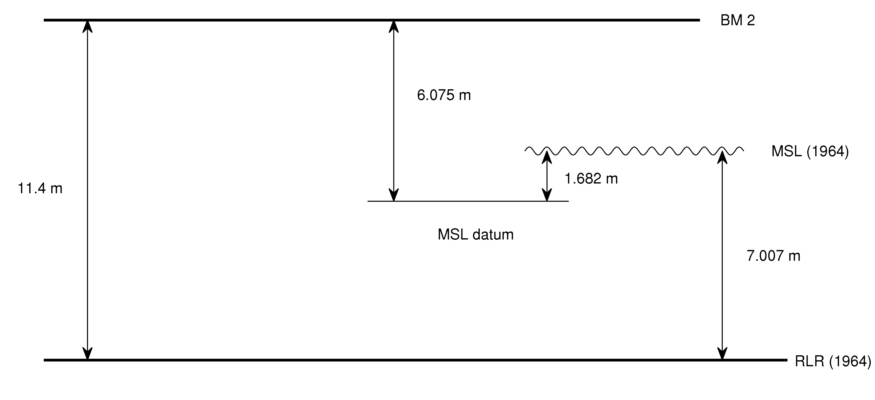 BM 2
6.075 m
MSL (1964)
11.4 m
1.682 m
MSL datum
7.007 m
RLR (1964)